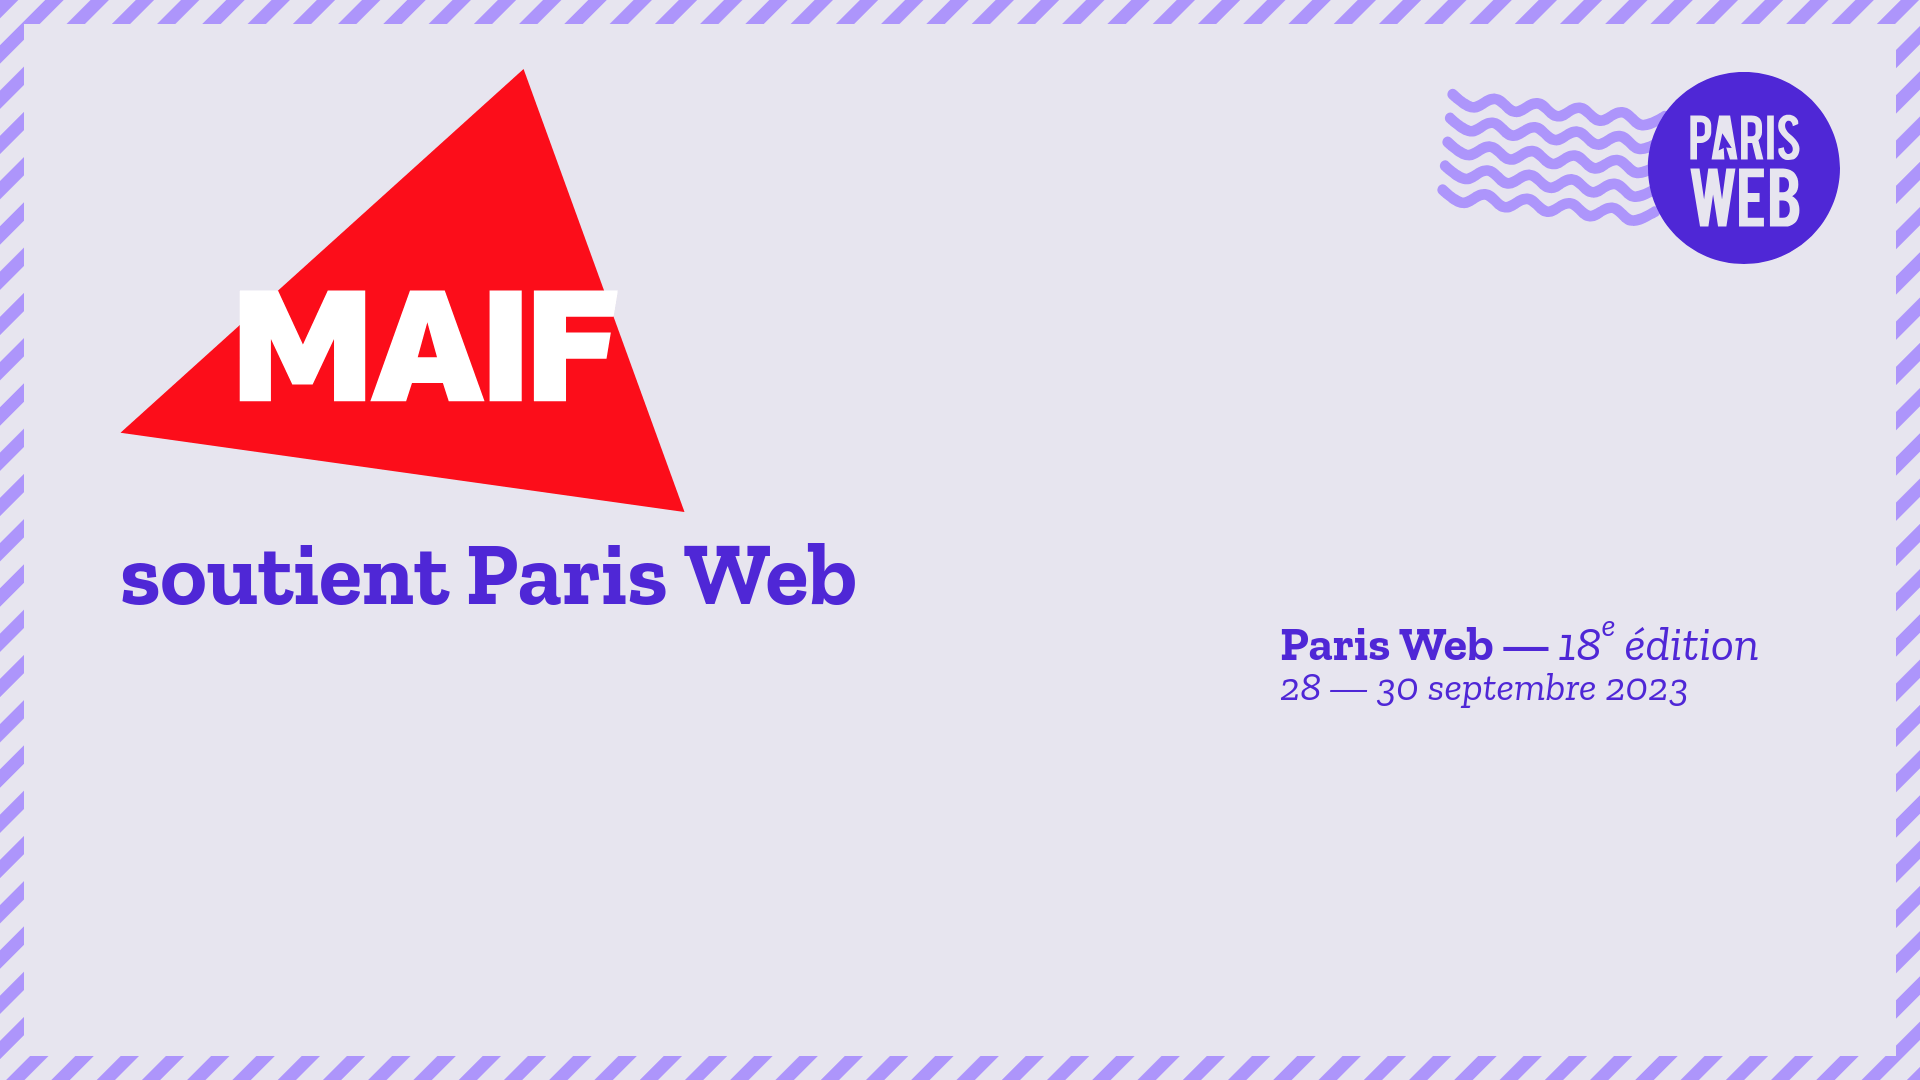 MAIF
soutient Paris Web
PARIS
WEB
Paris Web — 18e édition
28 — 30 septembre 2023